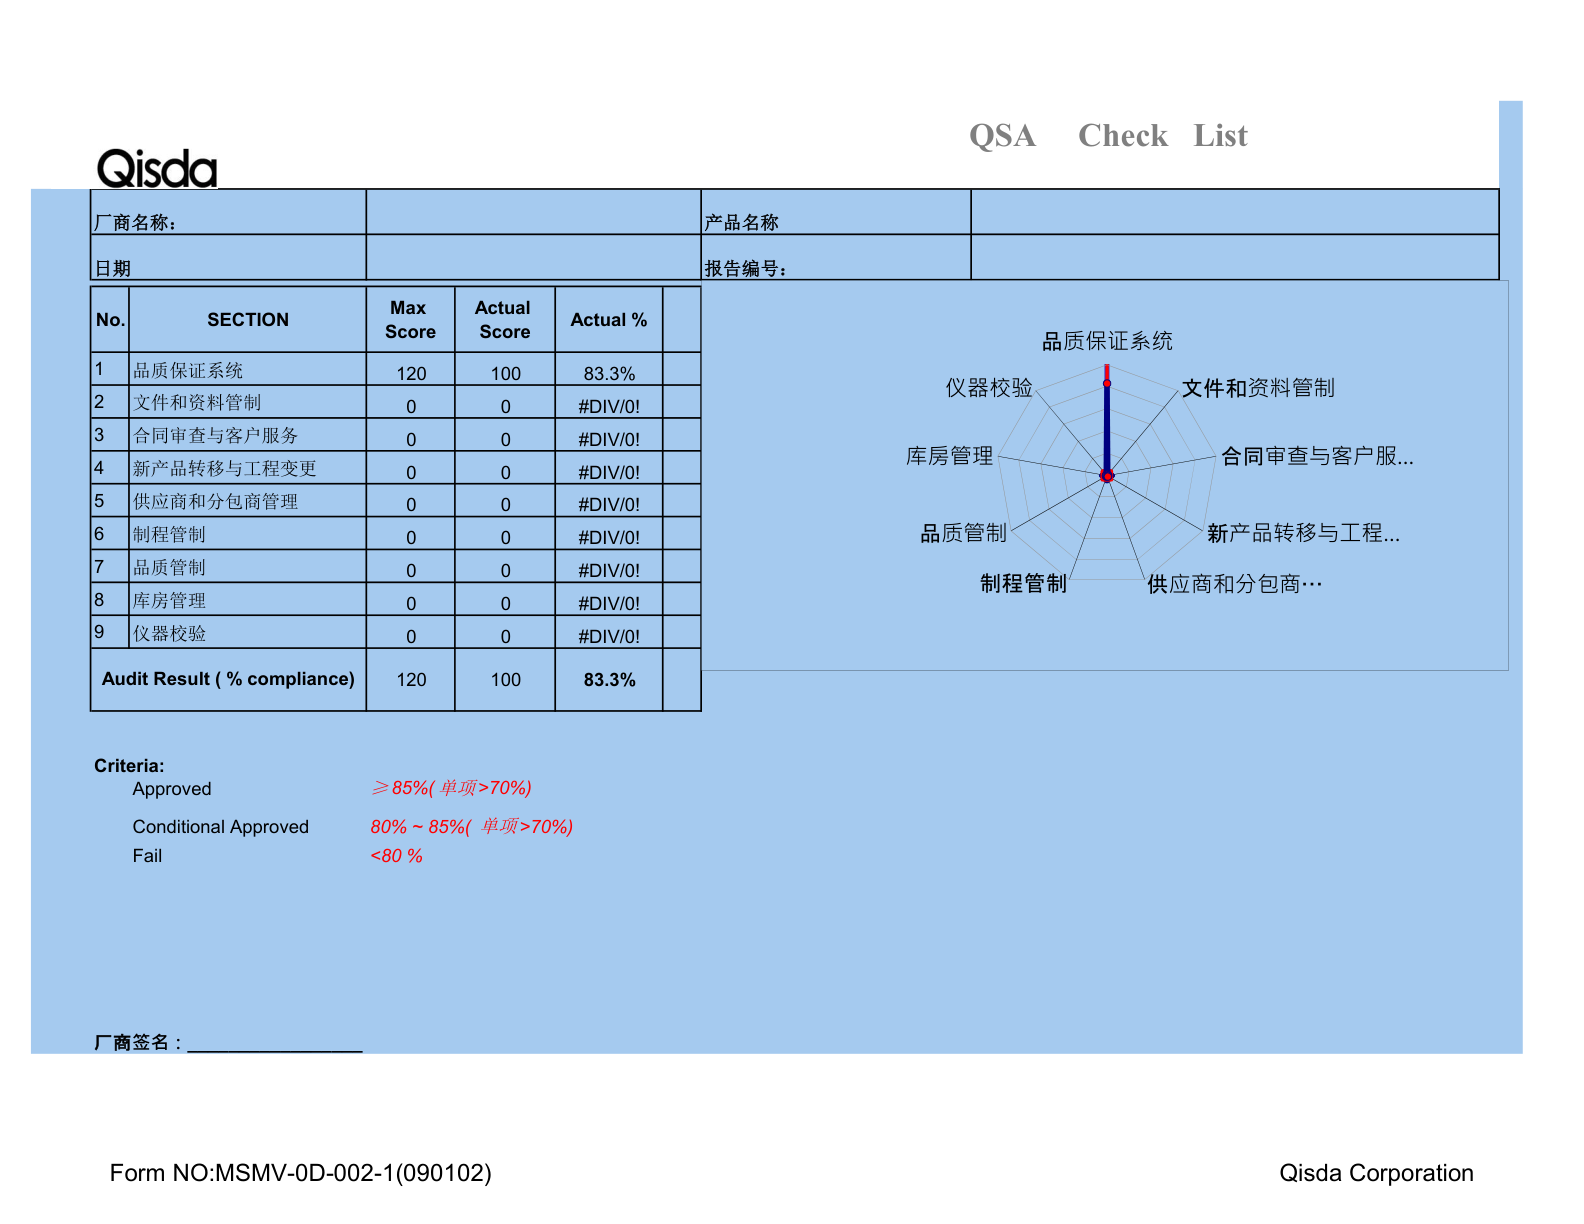 QSA Check List
Qisda
厂商名称： 产品名称
日期 报告编号：
No. SECTION Max Score Actual Score Actual %
1 品质保证系统 120 100 83.3%
2 文件和资料管制 0 0 #DIV/0!
3 合同审查与客户服务 0 0 #DIV/0!
4 新产品转移与工程变更 0 0 #DIV/0!
5 供应商和分包商管理 0 0 #DIV/0!
6 制程管制 0 0 #DIV/0!
7 品质管制 0 0 #DIV/0!
8 库房管理 0 0 #DIV/0!
9 仪器校验 0 0 #DIV/0!
Audit Result ( % compliance) 120 100 83.3%
品质保证系统
仪器校验 文件和资料管制
库房管理 合同审查与客户服...
品质管制 新产品转移与工程...
制程管制 供应商和分包商…
Criteria:
Approved ≥85%( 单项>70%)
Conditional Approved 80% ~ 85%( 单项>70%)
Fail <80 %
厂商签名：
Form NO:MSMV-0D-002-1(090102) Qisda Corporation